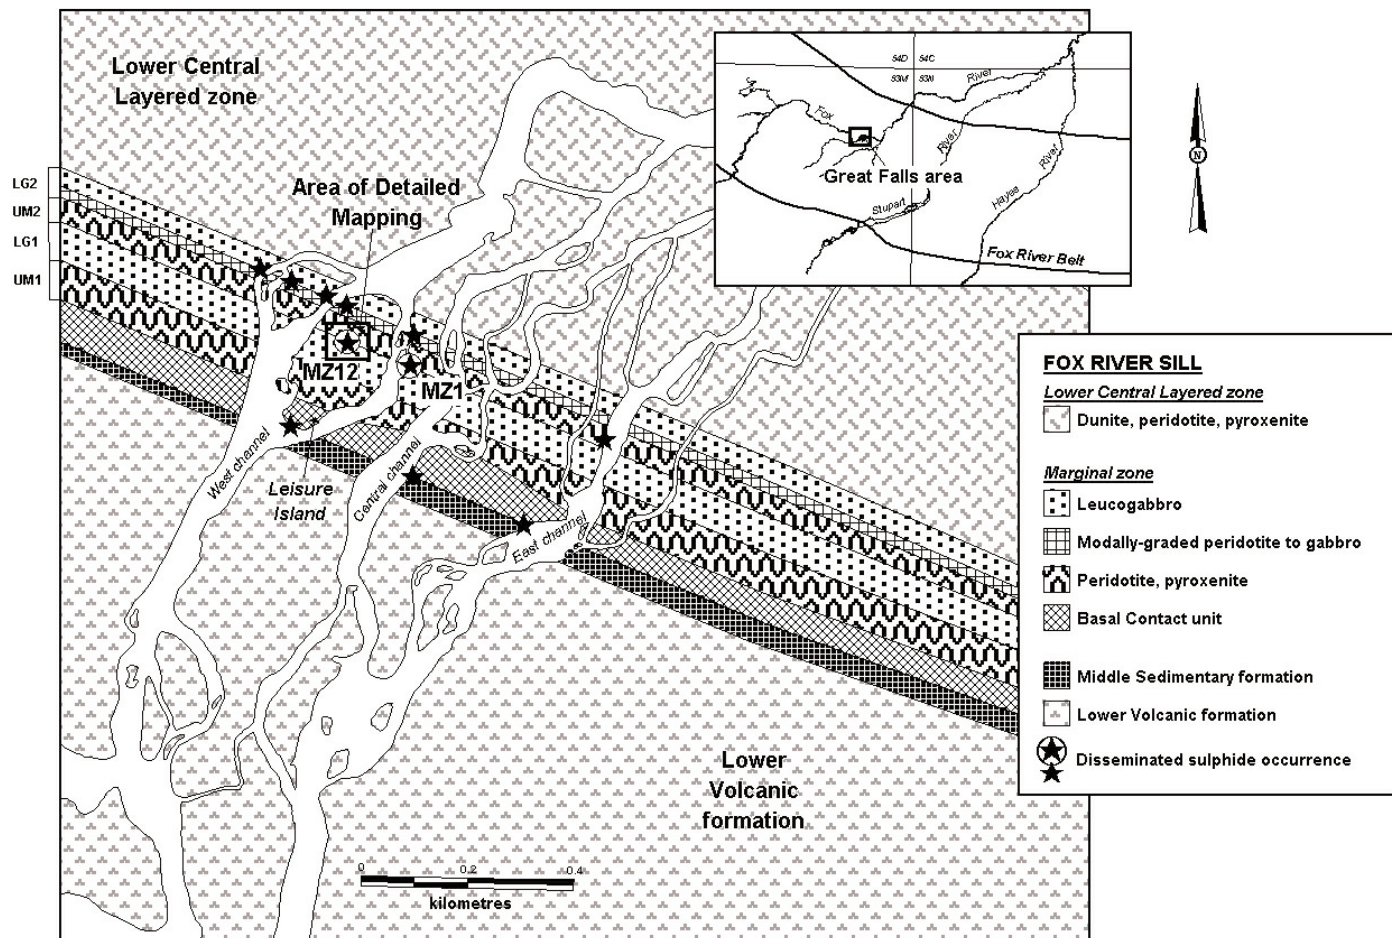 Lower Central
Layered zone
LG2
UM2
LG1
UM1
Area of Detailed
Mapping
MZ12
MZ1
West channel
Leisure
Island
Central channel
East channel
Lower
Volcanic
formation
0 0.2 0.4
kilometres
54D 54C
53M 53N
River
Fox
River
River
Great Falls area
Stupart
Hayes
Fox River Belt
N
FOX RIVER SILL
Lower Central Layered zone
Dunite, peridotite, pyroxenite
Marginal zone
Leucogabbro
Modally-graded peridotite to gabbro
Peridotite, pyroxenite
Basal Contact unit
Middle Sedimentary formation
Lower Volcanic formation
Disseminated sulphide occurrence